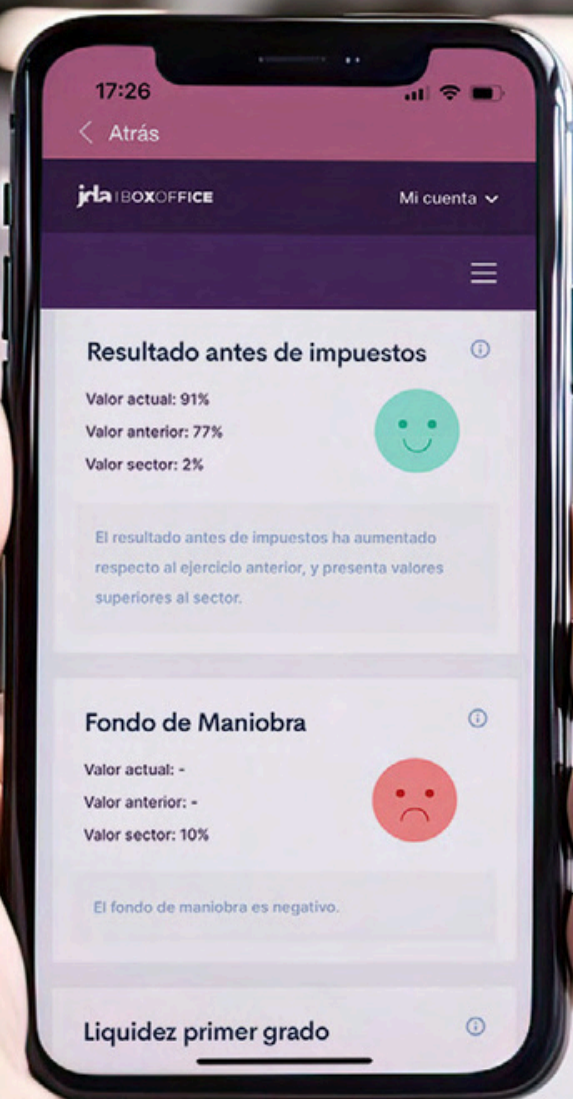 17:26
Atrás
jda IBOXOFFICE
Mi cuenta
Resultado antes de impuestos
Valor actual: 91%
Valor anterior: 77%
Valor sector: 2%
El resultado antes de impuestos ha aumentado
respecto al ejercicio anterior, y presenta valores
superiores al sector.
Fondo de Maniobra
Valor actual: -
Valor anterior: -
Valor sector: 10%
El fondo de maniobra es negativo.
Liquidez primer grado